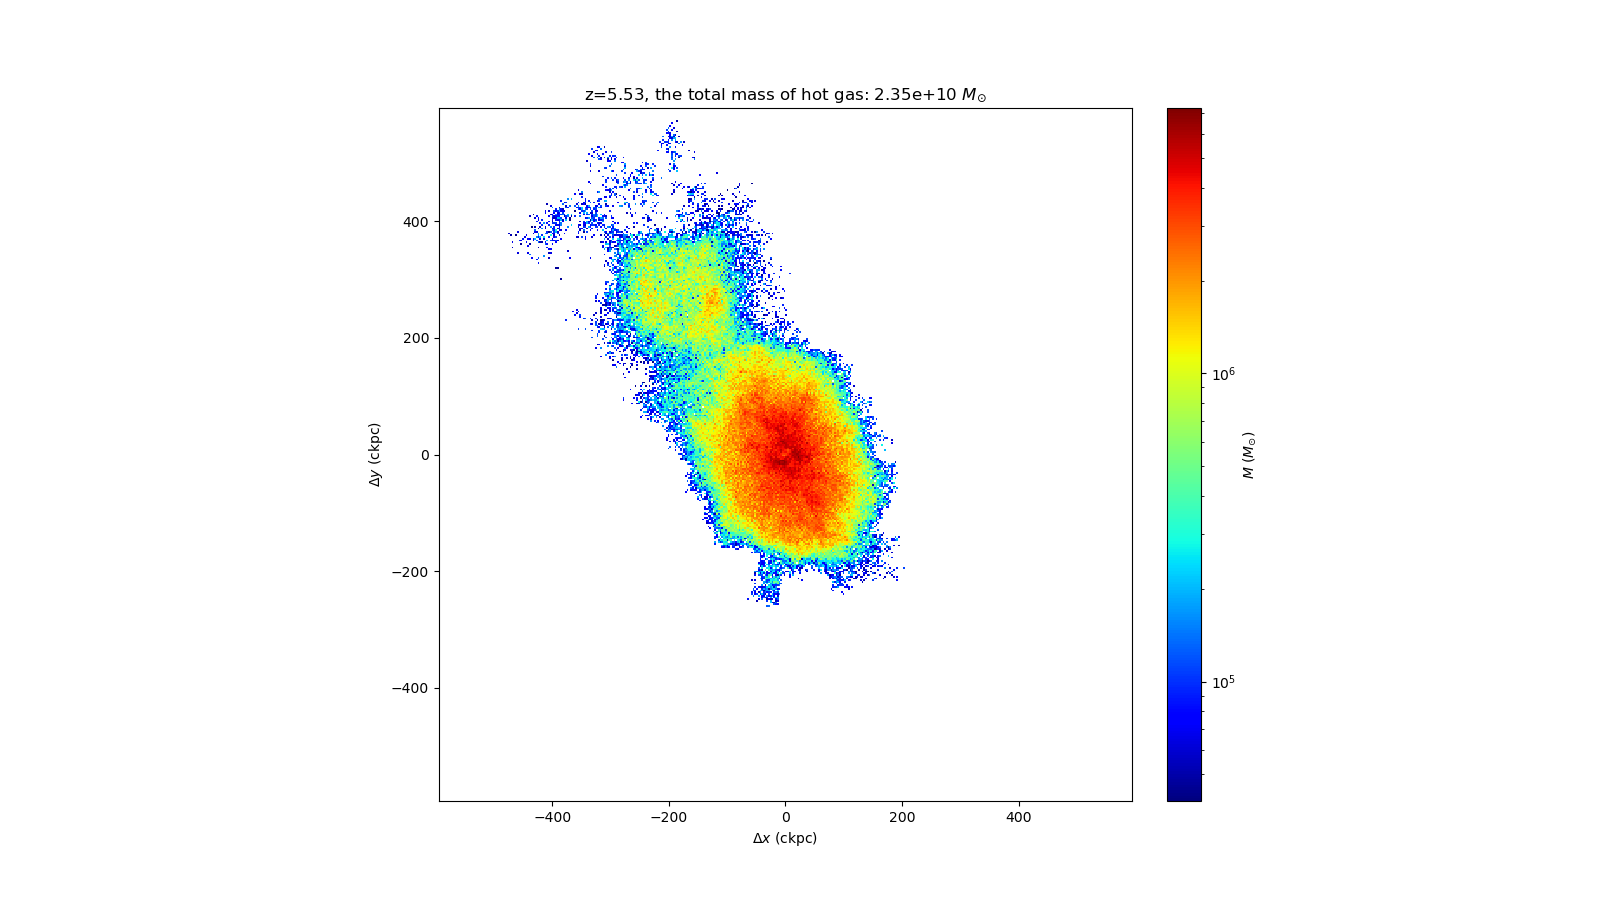 z=5.53, the total mass of hot gas: 2.35e+10 M⊙
400
200
0
−200
−400
Δy (ckpc)
−400 −200 0 200 400
Δx (ckpc)
10⁶
10⁵
M (M⊙)